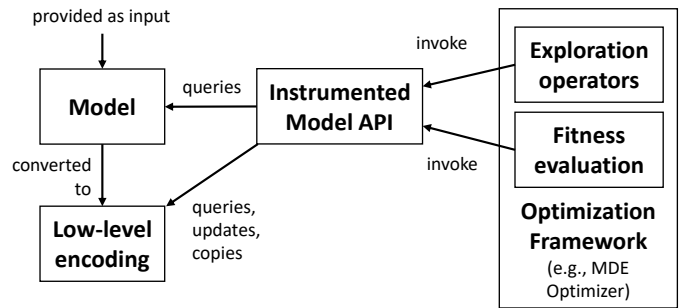 provided as input
Model
converted
to
Low-level
encoding
queries
Instrumented
Model API
queries,
updates,
copies
invoke
invoke
Exploration
operators
Fitness
evaluation
Optimization
Framework
(e.g., MDE
Optimizer)